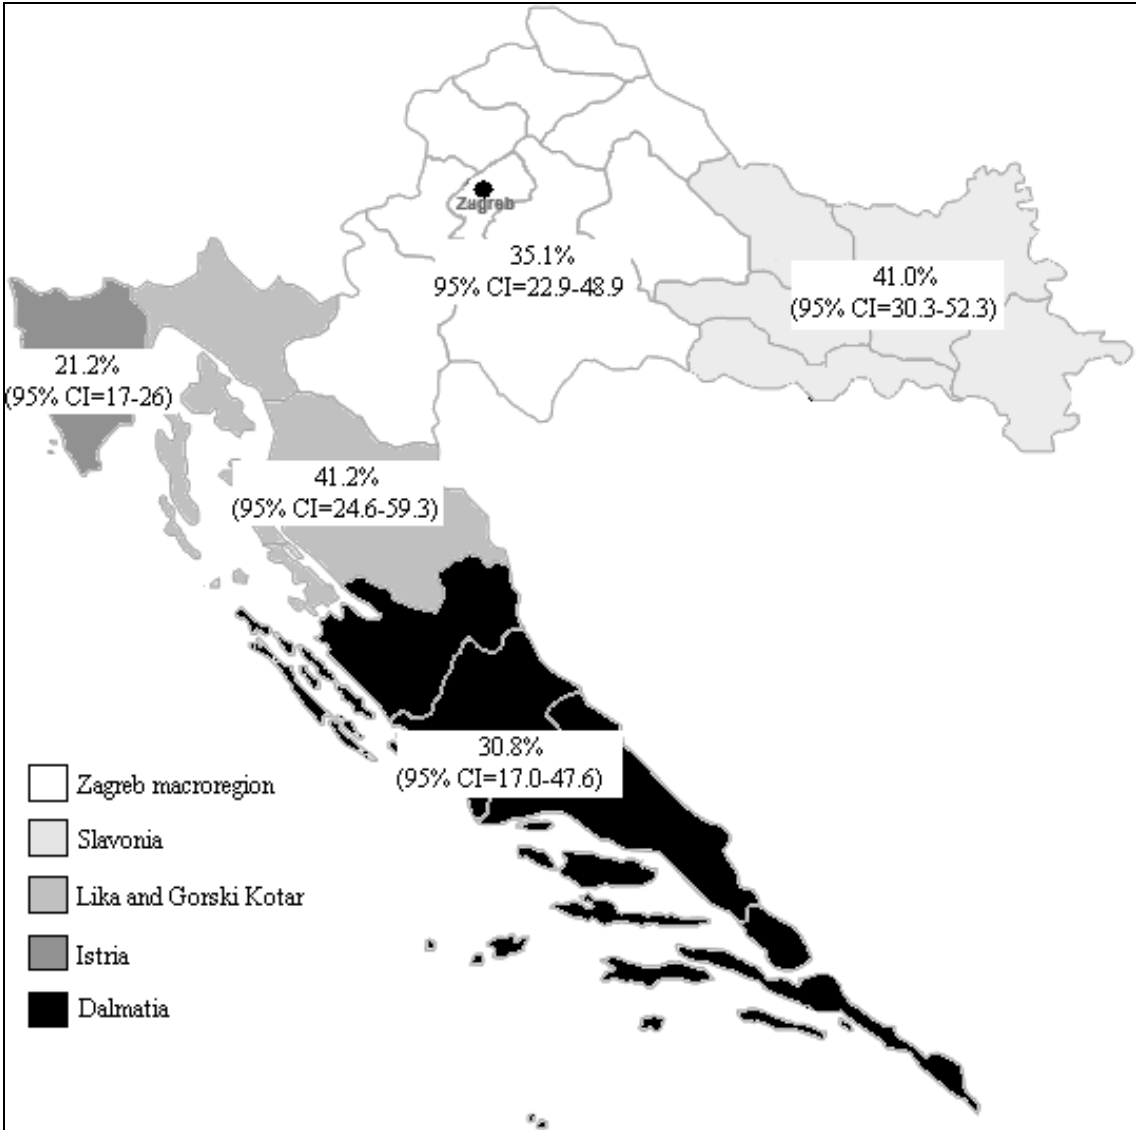 Zagreb
35.1%
95% CI=22.9-48.9
41.0%
(95% CI=30.3-52.3)
21.2%
(95% CI=17-26)
41.2%
(95% CI=24.6-59.3)
30.8%
(95% CI=17.0-47.6)
Zagreb macroregion
Slavonia
Lika and Gorski Kotar
Istria
Dalmatia